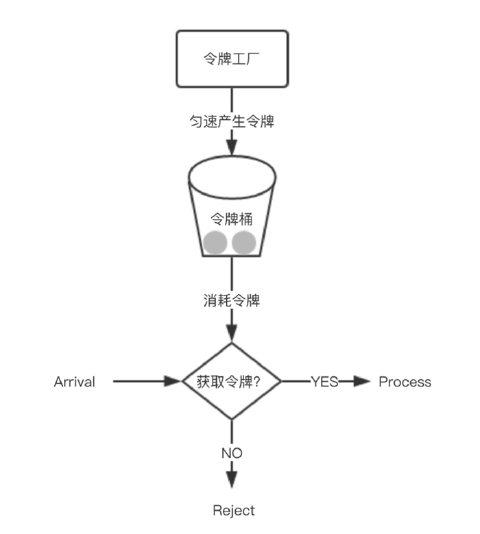 令牌工厂
匀速产生令牌
令牌桶
消耗令牌
Arrival
获取令牌?
YES
Process
NO
Reject